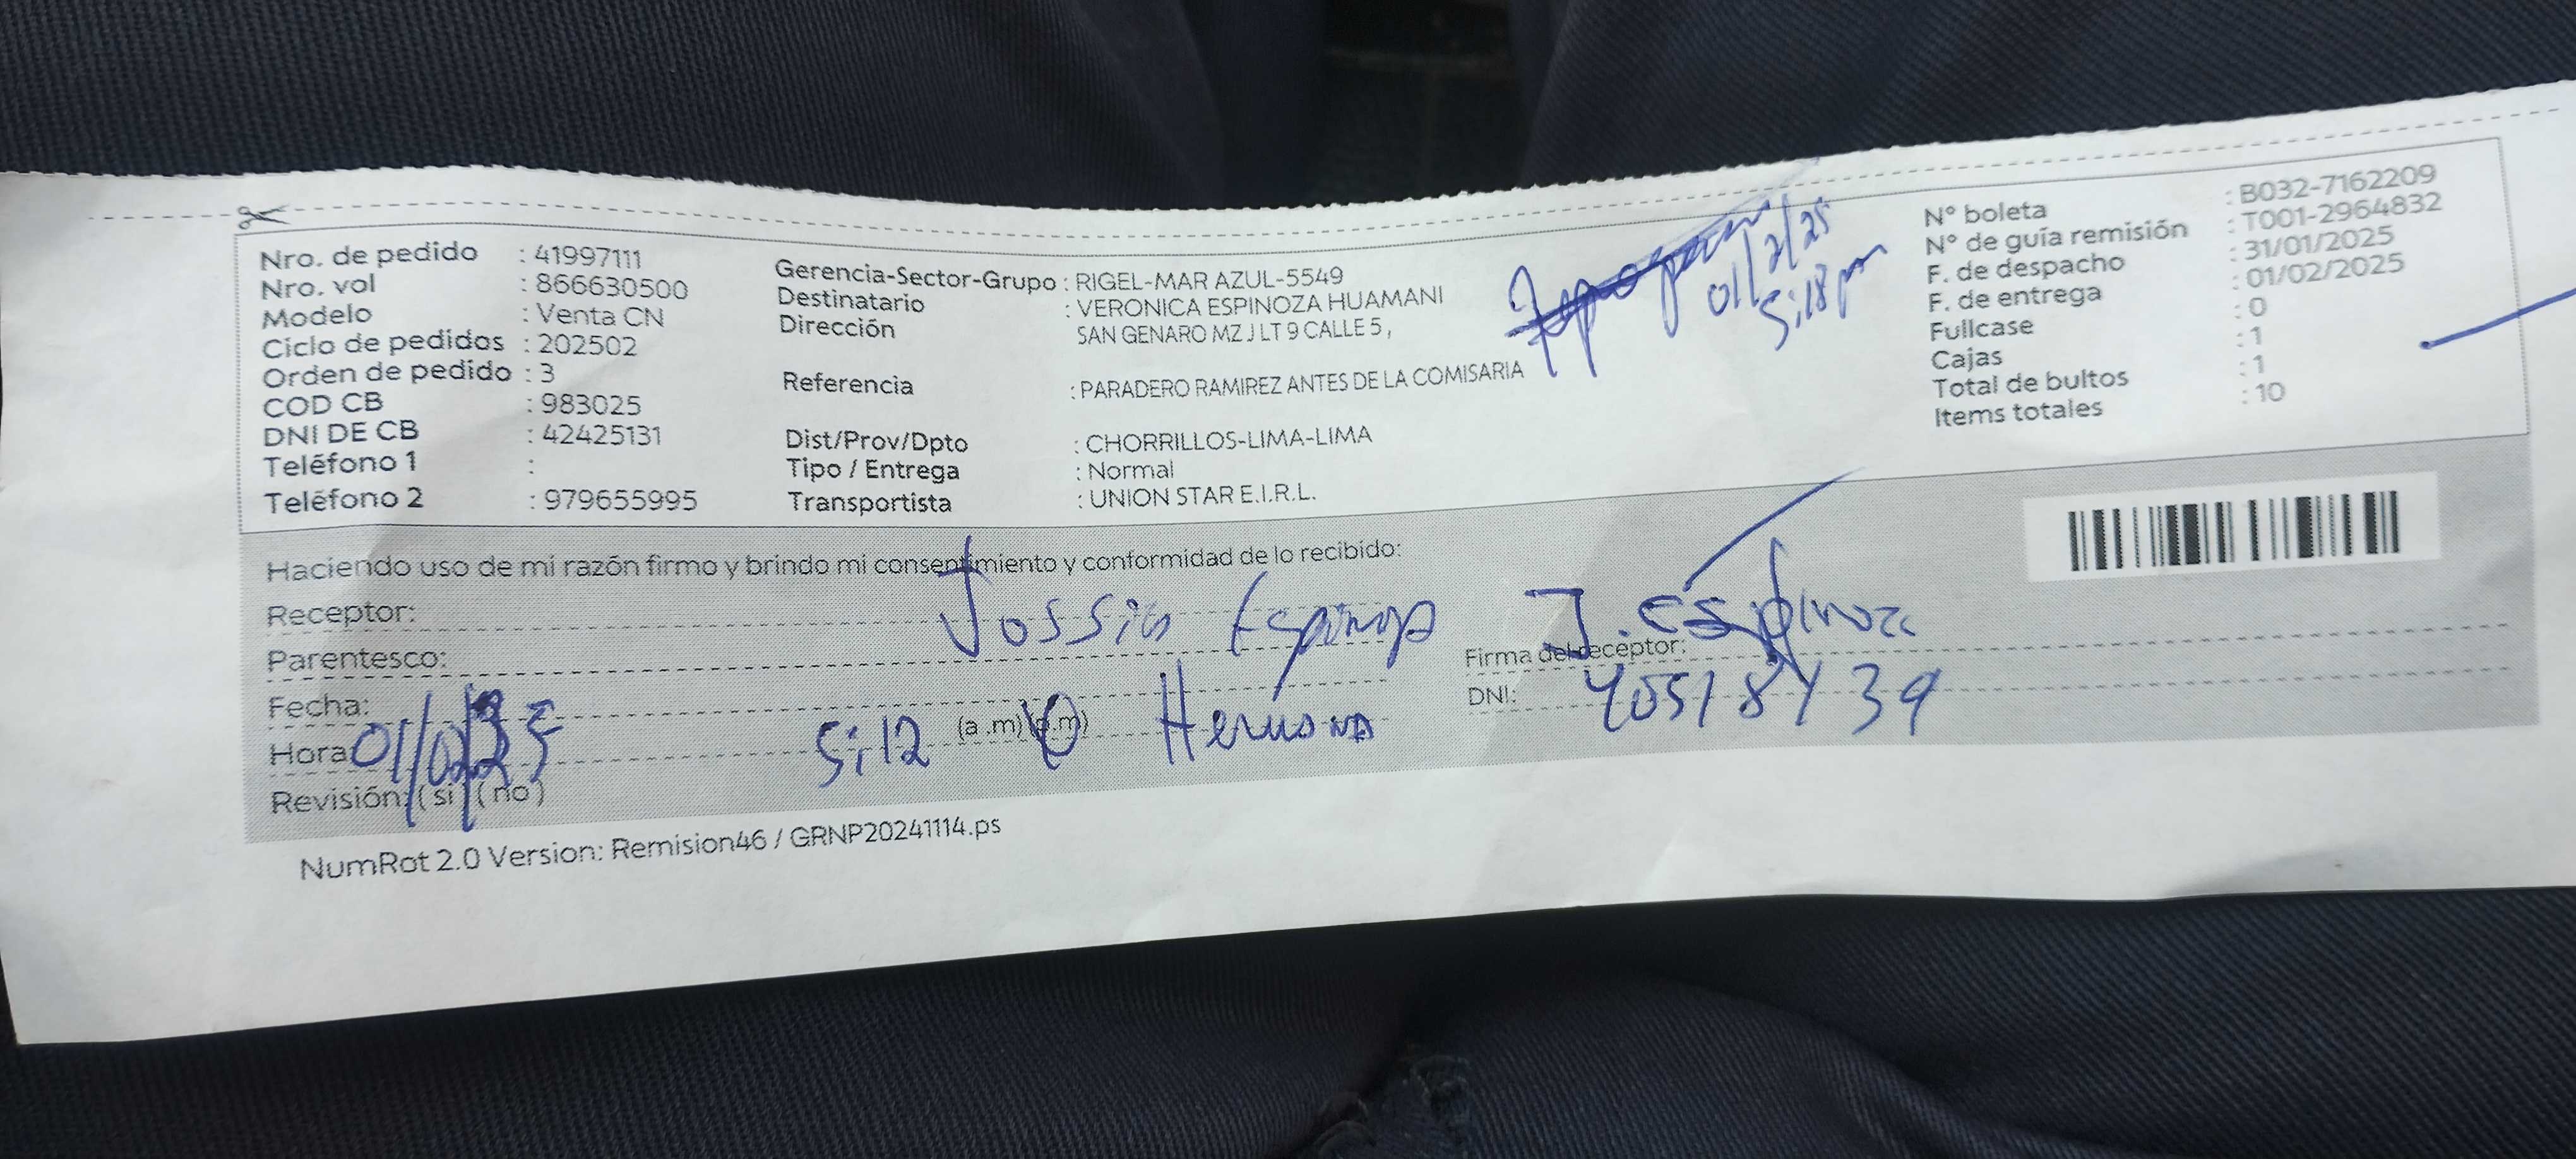 Nro. de pedido : 41997111
Nro. vol : 866630500
Modelo : Venta CN
Ciclo de pedidos : 202502
Orden de pedido : 3
COD CB : 983025
DNI DE CB : 42425131
Teléfono 1 :
Teléfono 2 : 979655995
Gerencia-Sector-Grupo : RIGEL-MAR AZUL-5549
Destinatario : VERONICA ESPINOZA HUAMANI
Dirección SAN GENARO MZ J LT 9 CALLE 5 ,
Referencia : PARADERO RAMIREZ ANTES DE LA COMISARIA
Dist/Prov/Dpto : CHORRILLOS-LIMA-LIMA
Tipo / Entrega : Normal
Transportista : UNION STAR E.I.R.L.
01/2/25
5:18 pm
N° boleta : B032-7162209
N° de guía remisión : T001-2964832
F. de despacho : 31/01/2025
F. de entrega : 01/02/2025
Fullcase : 0
Cajas : 1
Total de bultos : 1
Items totales : 10
Haciendo uso de mi razón firmo y brindo mi consentimiento y conformidad de lo recibido:
Receptor:
Parentesco:
Fecha:
Hora:
5:12 (a .m) (p.m)
Revisión: ( si ) ( no )
J. Espinoza
Firma del receptor:
DNI:
NumRot 2.0 Version: Remision46 / GRNP20241114.ps